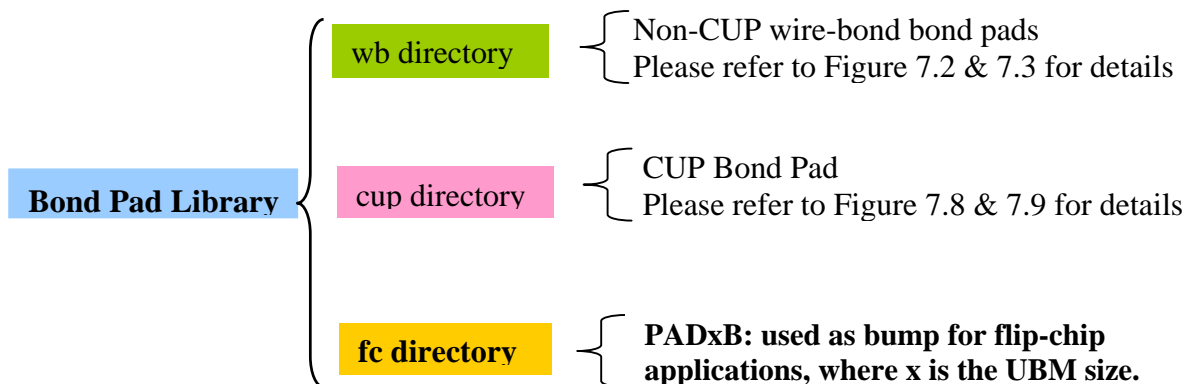 wb directory
Non-CUP wire-bond bond pads
Please refer to Figure 7.2 & 7.3 for details
Bond Pad Library
cup directory
CUP Bond Pad
Please refer to Figure 7.8 & 7.9 for details
fc directory
PADxB: used as bump for flip-chip
applications, where x is the UBM size.